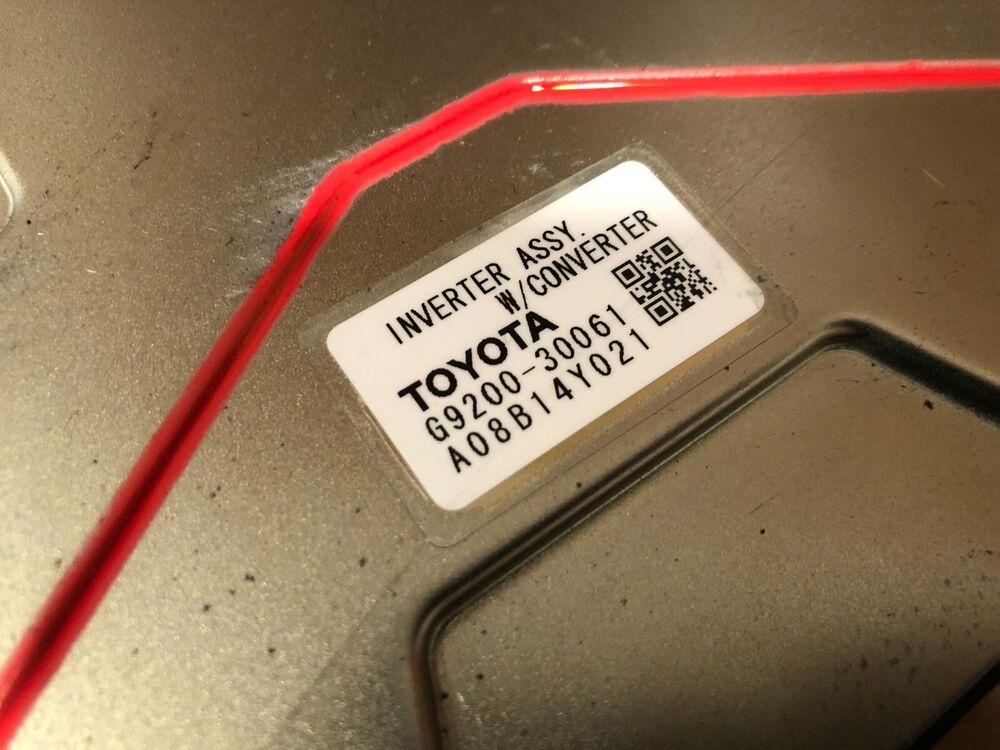 INVERTER ASSY.
W/CONVERTER
TOYOTA
G9200-30061
A08B14Y021